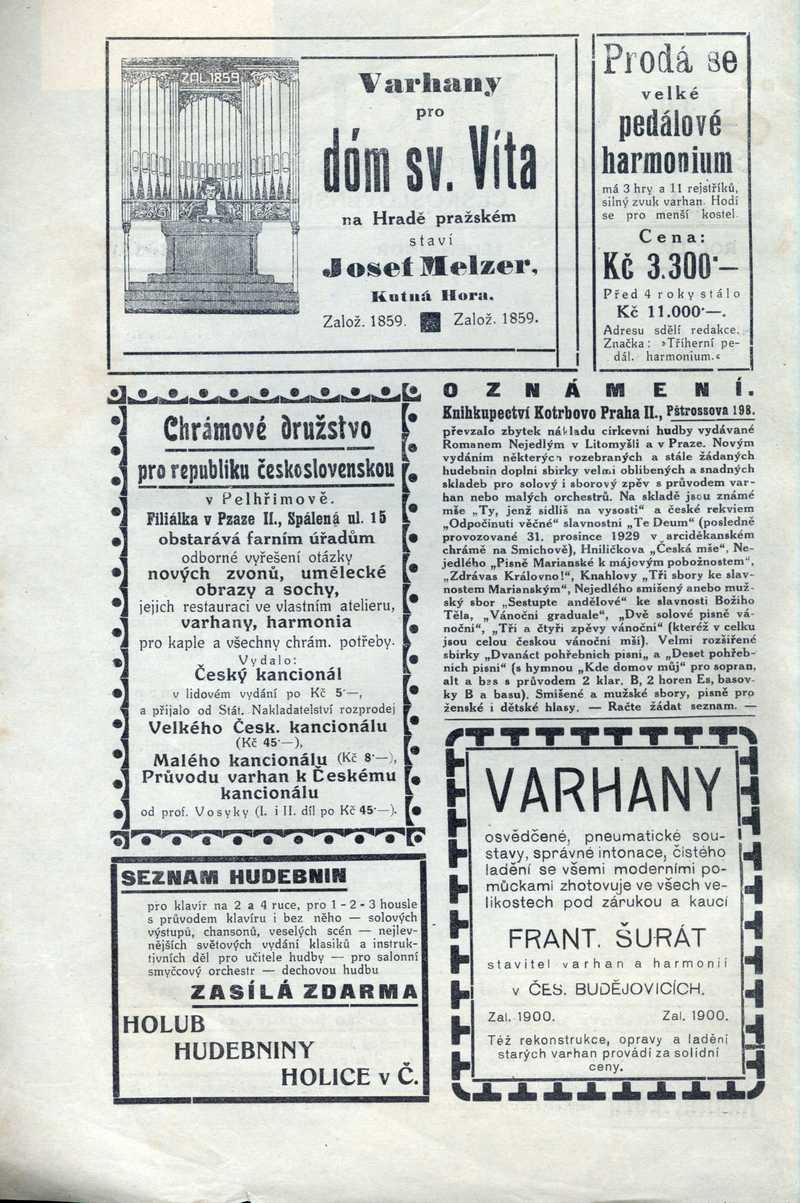 ZAL.1859
Varhany
pro
dóm sv. Víta
na Hradě pražském
staví
Josef Melzer,
Kutná Hora.
Založ. 1859. Založ. 1859.
Prodá se
velké
pedálové
harmonium
má 3 hry a 11 rejstříků,
silný zvuk varhan. Hodí
se pro menší kostel.
Cena:
Kč 3.300·—
Před 4 roky stálo
Kč 11.000·—.
Adresu sdělí redakce.
Značka: »Tříherní pe-
dál. harmonium.«
Chrámové družstvo
pro republiku československou
v Pelhřimově.
Filiálka v Pzaze II., Spálená ul. 15
obstarává farním úřadům
odborné vyřešení otázky
nových zvonů, umělecké
obrazy a sochy,
jejich restauraci ve vlastním atelieru,
varhany, harmonia
pro kaple a všechny chrám. potřeby.
Vydalo:
Český kancionál
v lidovém vydání po Kč 5·—,
a přijalo od Stát. Nakladatelství rozprodej
Velkého Česk. kancionálu
(Kč 45·—),
Malého kancionálu (Kč 8·—),
Průvodu varhan k Českému
kancionálu
od prof. Vosyky (I. i II. díl po Kč 45·—).
OZNÁMENÍ.
Knihkupectví Kotrbovo Praha II., Pštrossova 198.
převzalo zbytek nákladu církevní hudby vydávané
Romanem Nejedlým v Litomyšli a v Praze. Novým
vydáním některých rozebraných a stále žádaných
hudebnin doplní sbírky velmi oblíbených a snadných
skladeb pro solový i sborový zpěv s průvodem var-
han nebo malých orchestrů. Na skladě jsou známé
mše „Ty, jenž sídlíš na vysosti“ a české rekviem
„Odpočinutí věčné“ slavnostní „Te Deum“ (posledně
provozované 31. prosince 1929 v arciděkanském
chrámě na Smíchově), Hniličkova „Česká mše“, Ne-
jedlého „Písně Marianské k májovým pobožnostem“,
„Zdrávas Královno!“, Knahlovy „Tři sbory ke slav-
nostem Marianským“, Nejedlého smíšený anebo muž-
ský sbor „Sestupte andělové“ ke slavnosti Božího
Těla, „Vánoční graduale“, „Dvě solové písně vá-
noční“, „Tři a čtyři zpěvy vánoční“ (kteréž v celku
jsou celou českou vánoční mší). Velmi rozšířené
sbírky „Dvanáct pohřebních písní„ a „Deset pohřeb-
ních písní“ (s hymnou „Kde domov můj“ pro sopran,
alt a bas s průvodem 2 klar. B, 2 horen Es, basov-
ky B a basu). Smíšené a mužské sbory, písně pro
ženské i dětské hlasy. — Račte žádat seznam. —
SEZNAM HUDEBNIN
pro klavír na 2 a 4 ruce, pro 1 - 2 - 3 housle
s průvodem klavíru i bez něho — solových
výstupů, chansonů, veselých scén — nejlev-
nějších světových vydání klasiků a instruk-
tivních děl pro učitele hudby — pro salonní
smyčcový orchestr — dechovou hudbu
ZASÍLÁ ZDARMA
HOLUB
HUDEBNINY
HOLICE v Č.
VARHANY
osvědčené, pneumatické sou-
stavy, správné intonace, čistého
ladění se všemi moderními po-
můckami zhotovuje ve všech ve-
likostech pod zárukou a kaucí
FRANT. ŠURÁT
stavitel varhan a harmonií
v ČES. BUDĚJOVICÍCH.
Zal. 1900. Zal. 1900.
Též rekonstrukce, opravy a ladění
starých varhan provádí za solidní
ceny.